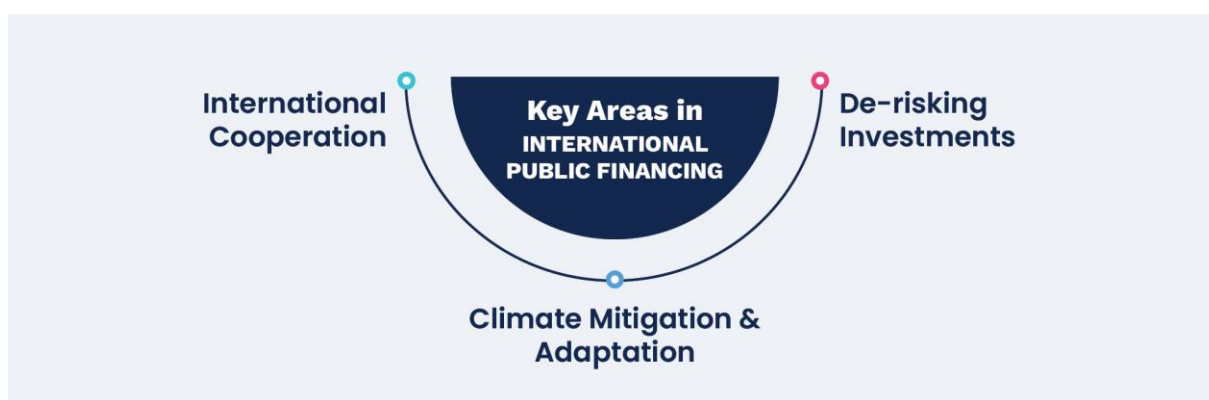 Key Areas in
INTERNATIONAL
PUBLIC FINANCING
International
Cooperation
De-risking
Investments
Climate Mitigation &
Adaptation